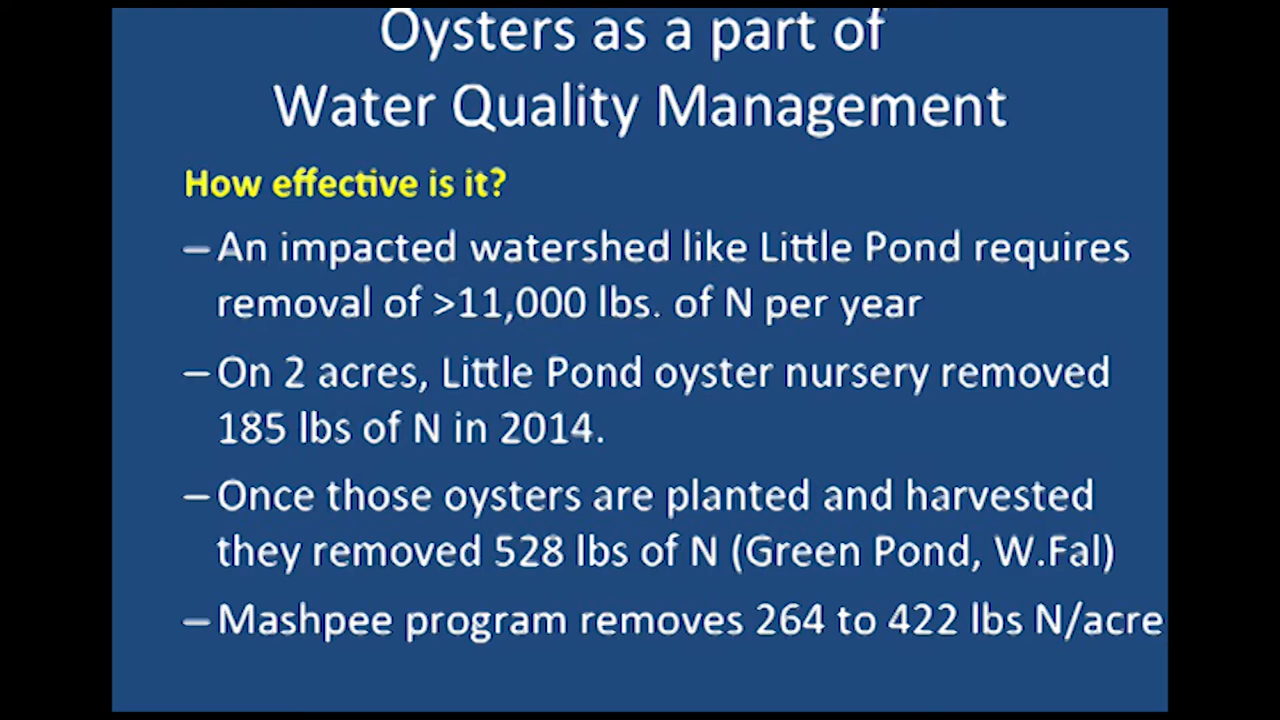 Oysters as a part of
Water Quality Management
How effective is it?
– An impacted watershed like Little Pond requires
removal of >11,000 lbs. of N per year
– On 2 acres, Little Pond oyster nursery removed
185 lbs of N in 2014.
– Once those oysters are planted and harvested
they removed 528 lbs of N (Green Pond, W.Fal)
– Mashpee program removes 264 to 422 lbs N/acre